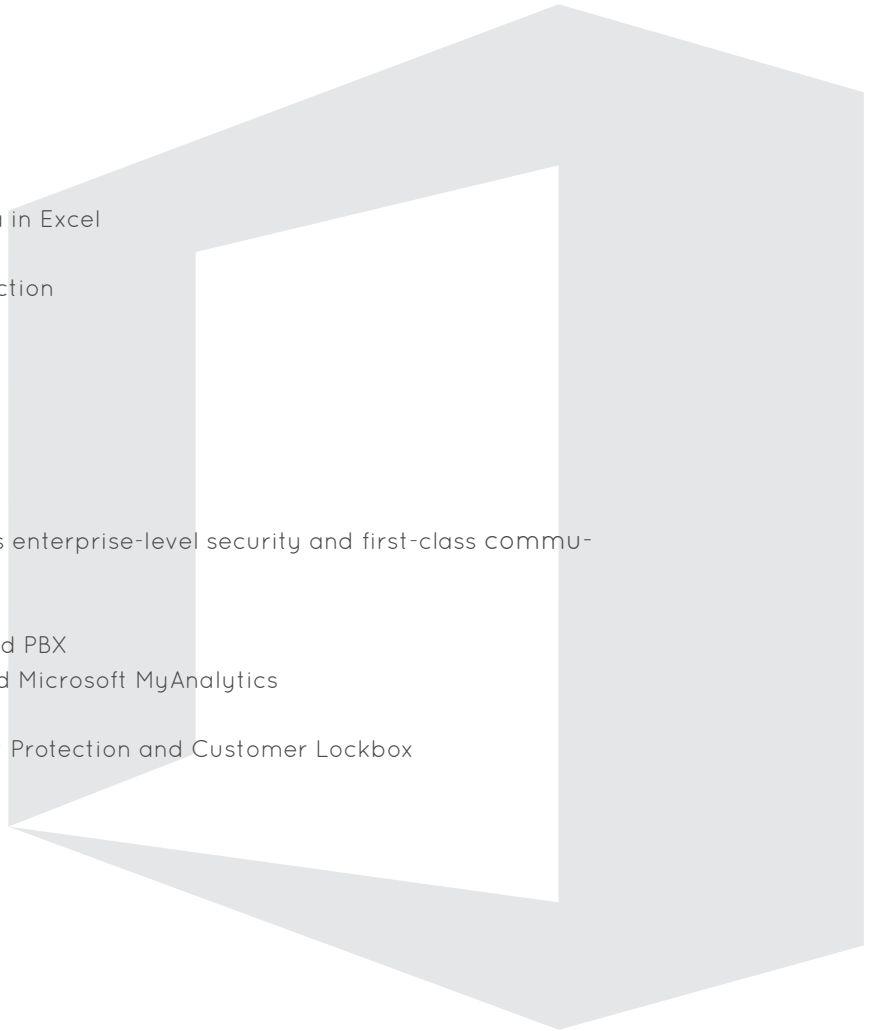 in Excel
ction
s enterprise-level security and first-class commu-
d PBX
d Microsoft MyAnalytics
Protection and Customer Lockbox